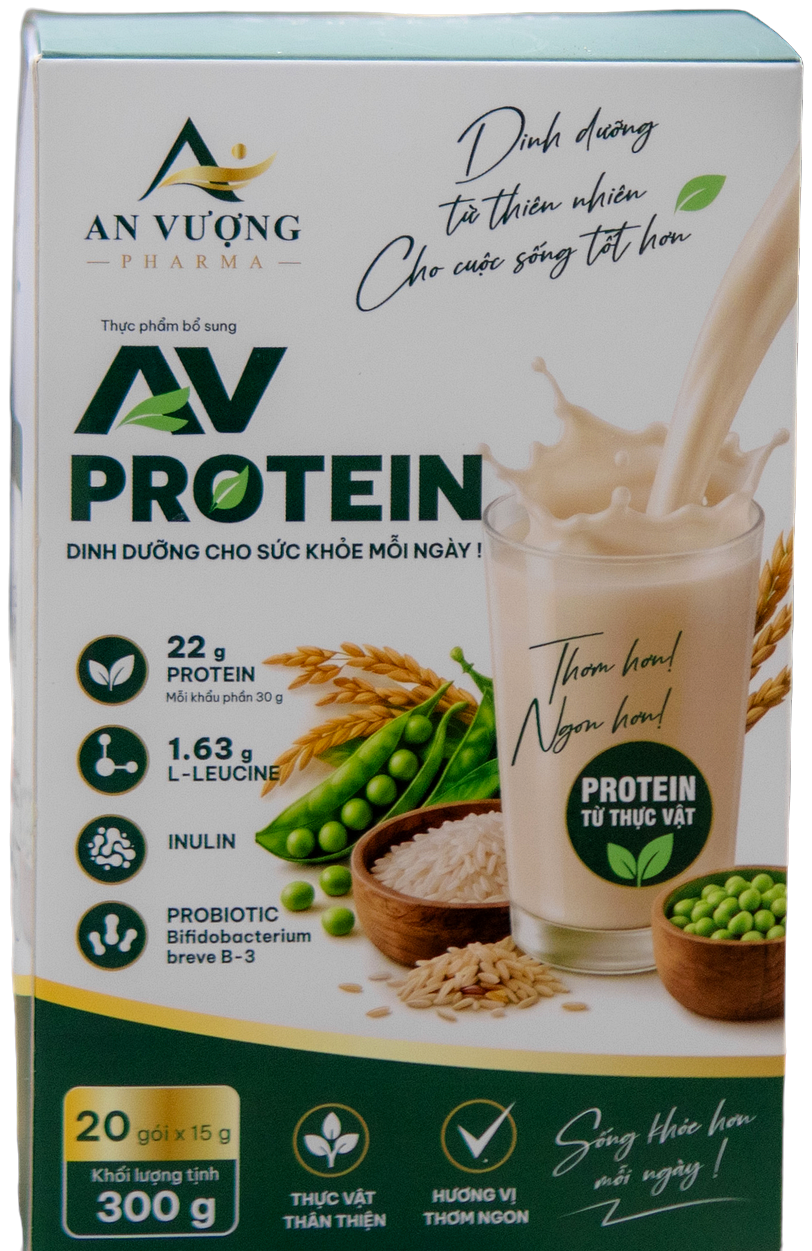 AN VƯỢNG
PHARMA
Dinh dưỡng
từ thiên nhiên
Cho cuộc sống tốt hơn
Thực phẩm bổ sung
AV
PROTEIN
DINH DƯỠNG CHO SỨC KHỎE MỖI NGÀY !
22 g
PROTEIN
Mỗi khẩu phần 30 g
1.63 g
L-LEUCINE
INULIN
PROBIOTIC
Bifidobacterium
breve B-3
Thơm hơn!
Ngon hơn!
PROTEIN
TỪ THỰC VẬT
20 gói x 15 g
Khối lượng tịnh
300 g
THỰC VẬT
THÂN THIỆN
HƯƠNG VỊ
THƠM NGON
Sống khỏe hơn
mỗi ngày !